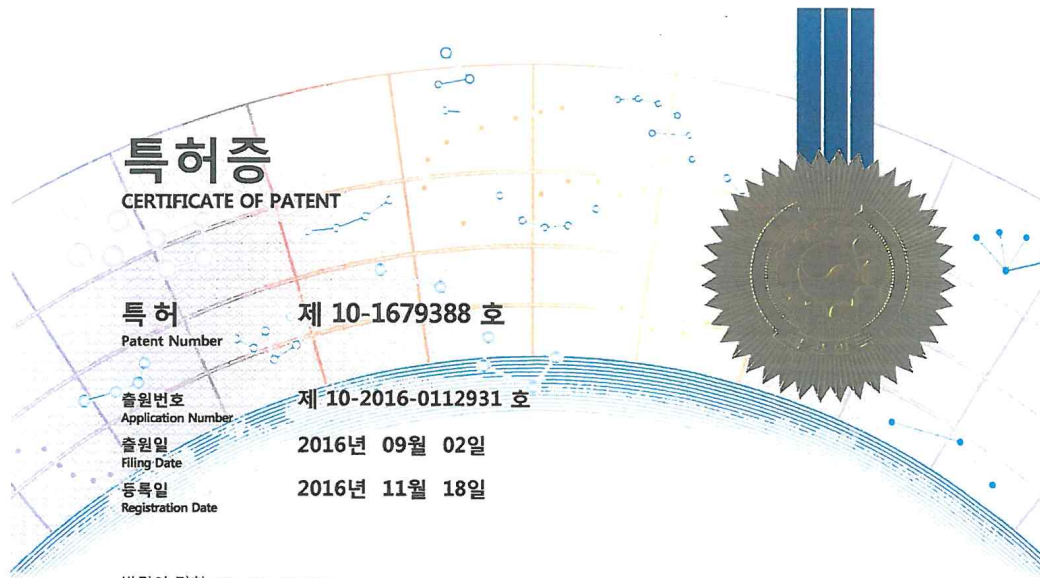 특허증
CERTIFICATE OF PATENT
특허 제 10-1679388 호
Patent Number
출원번호 제 10-2016-0112931 호
Application Number
출원일 2016년 09월 02일
Filing Date
등록일 2016년 11월 18일
Registration Date